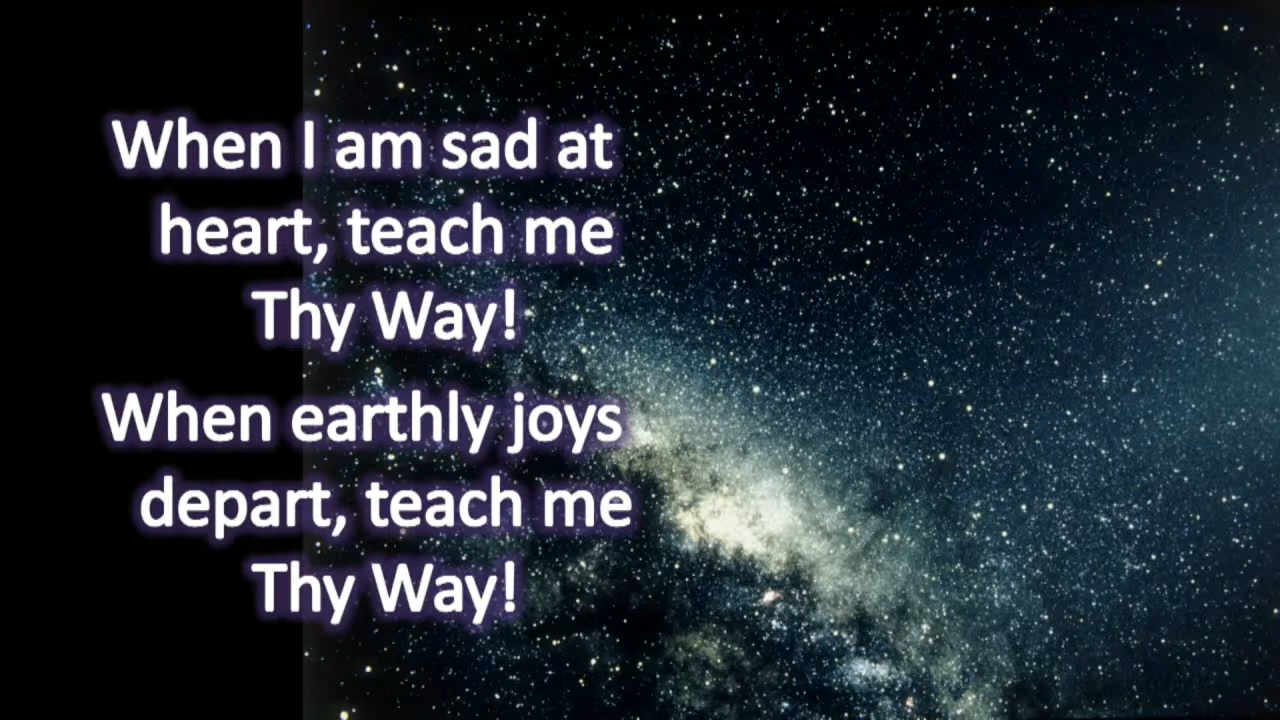 When I am sad at
heart, teach me
Thy Way!
When earthly joys
depart, teach me
Thy Way!